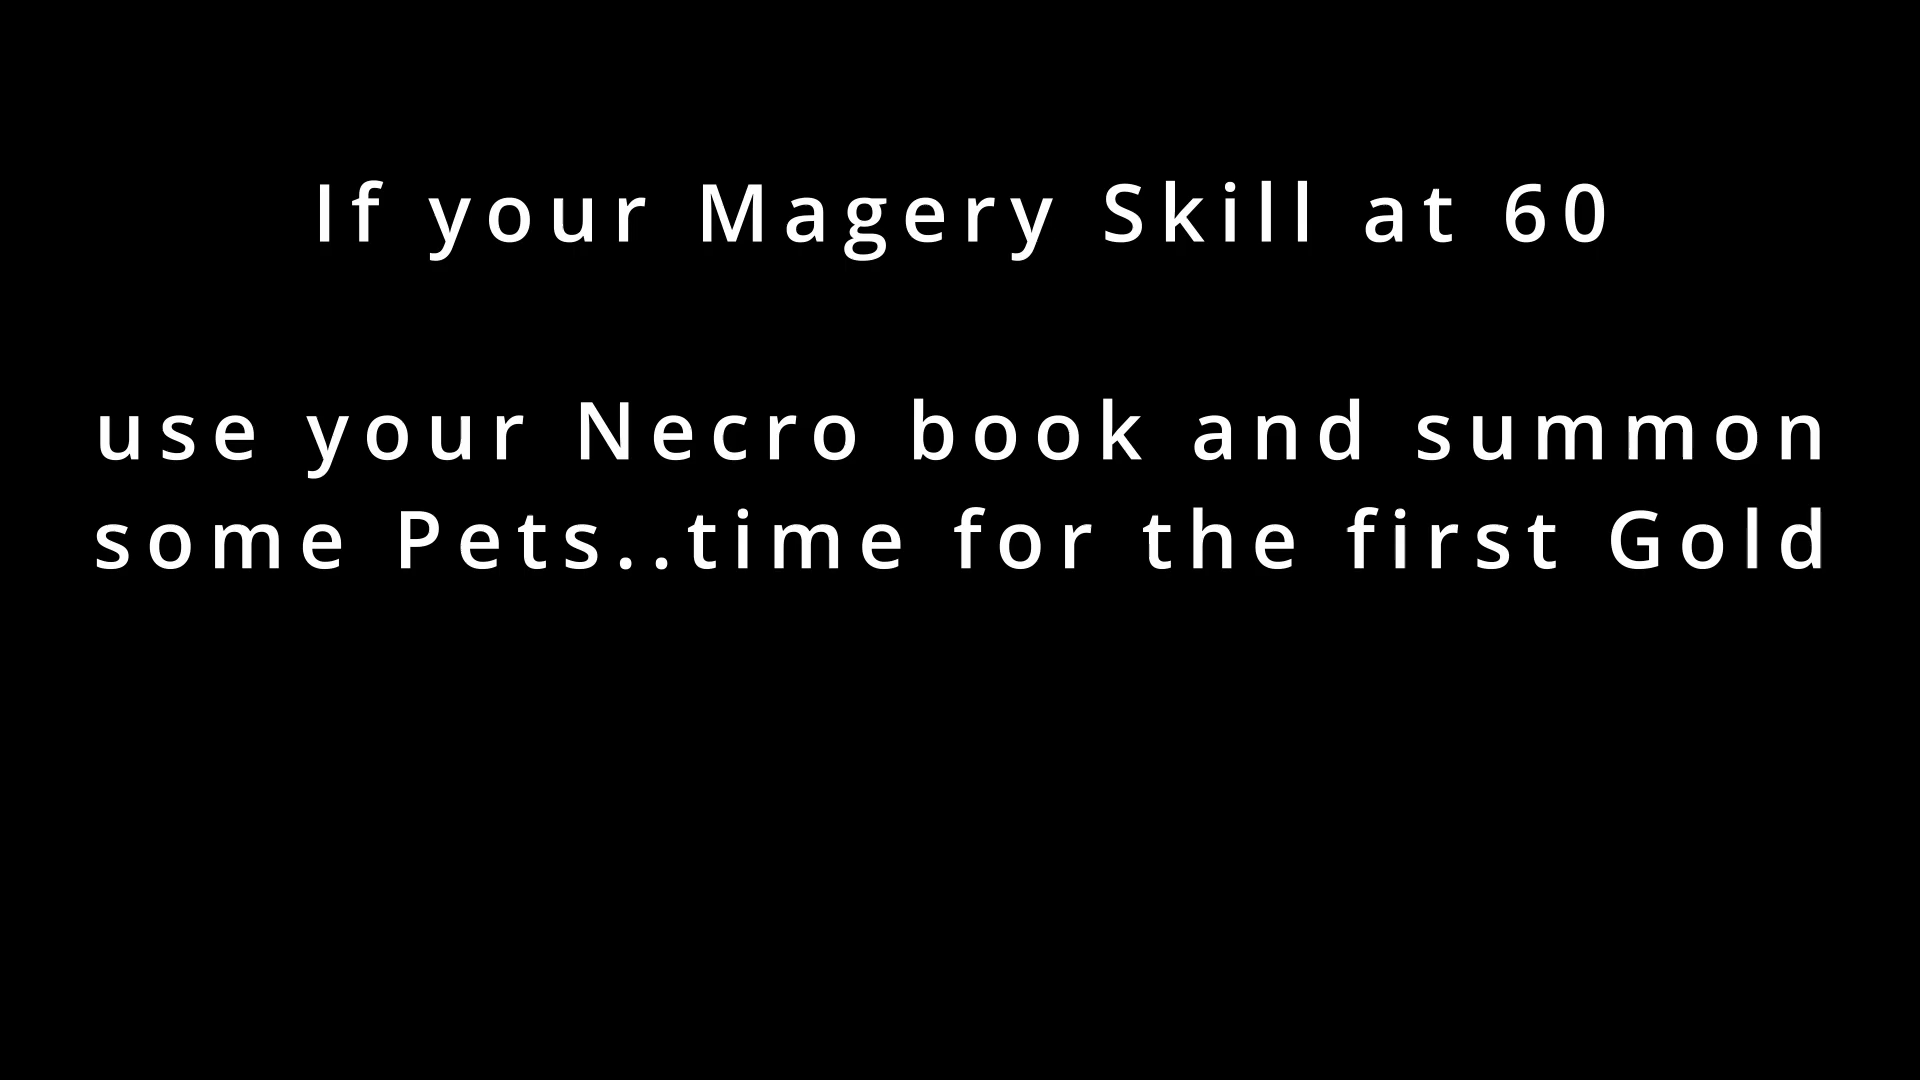 If your Magery Skill at 60
use your Necro book and summon
some Pets..time for the first Gold